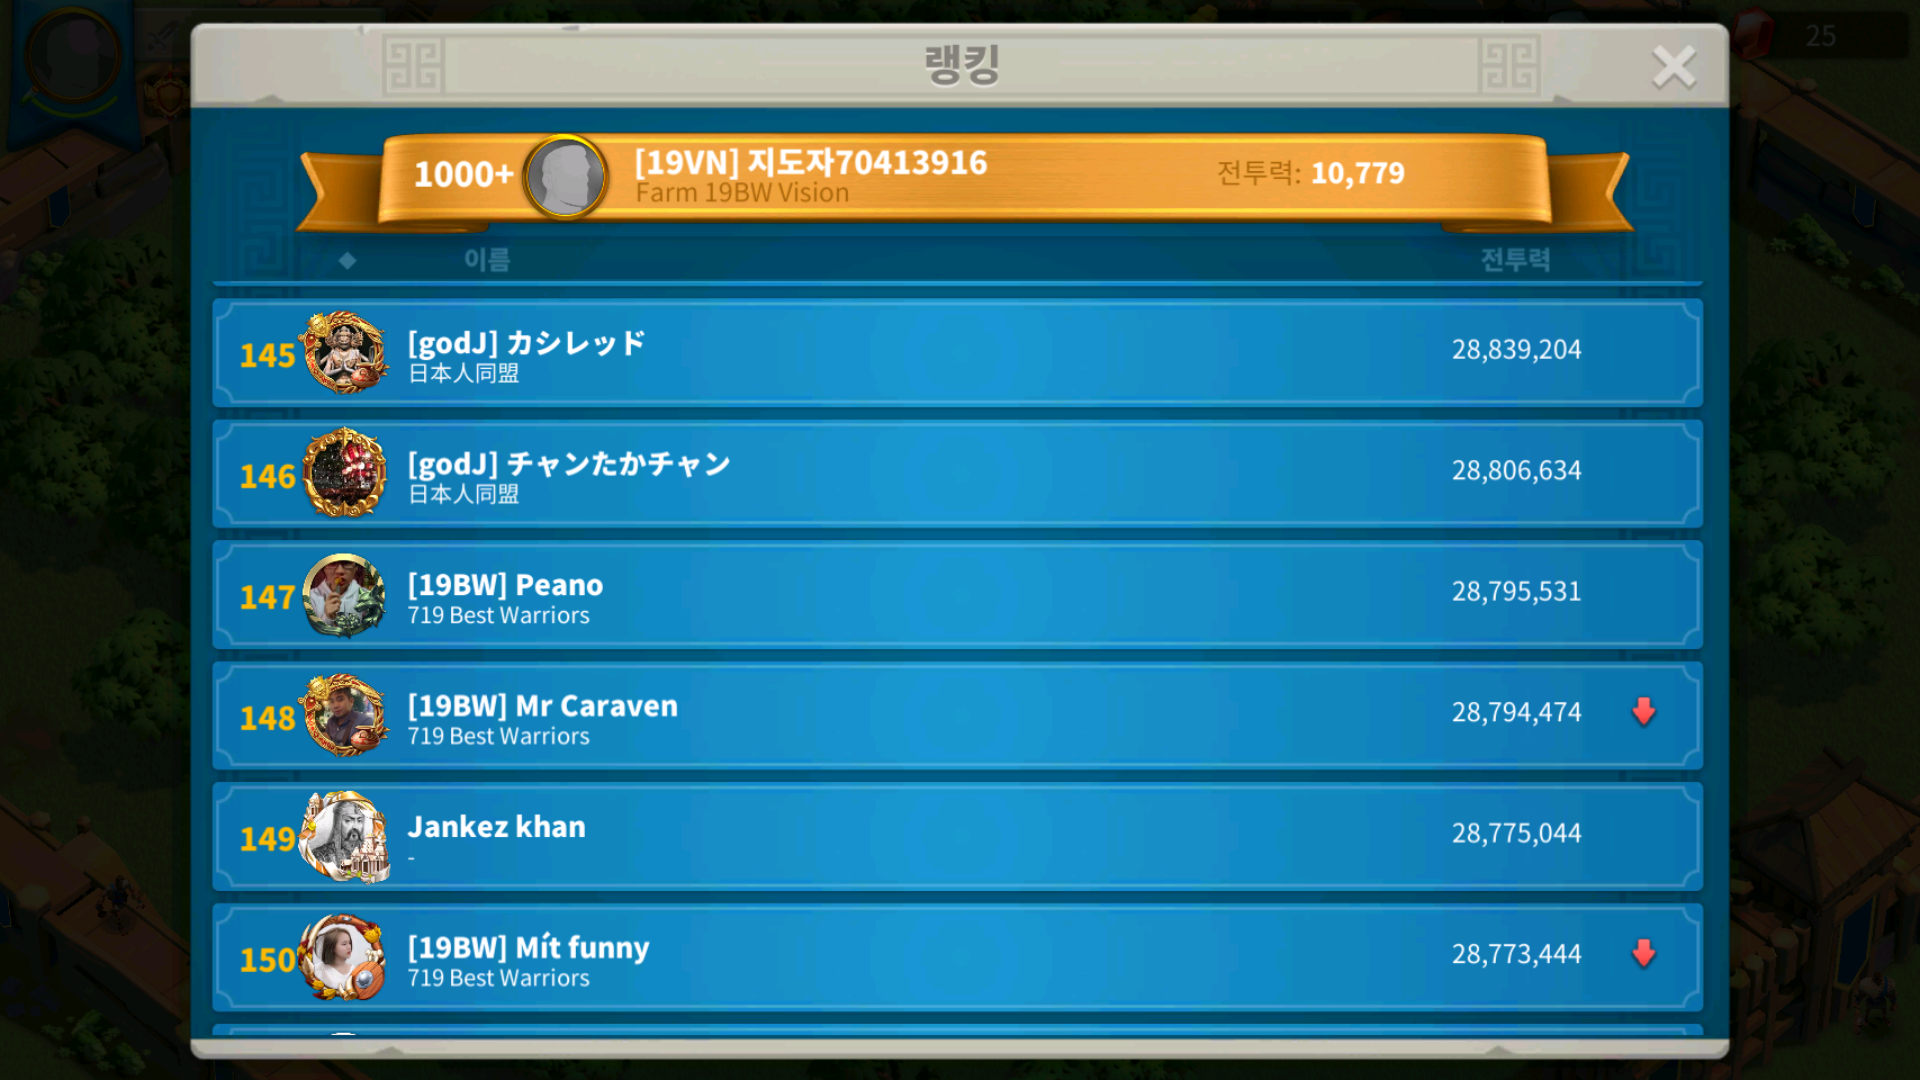 25
랭킹
1000+ [19VN] 지도자70413916 전투력: 10,779
Farm 19BW Vision
이름 전투력
145 [godJ] カシレッド 28,839,204
日本人同盟
146 [godJ] チャンたかチャン 28,806,634
日本人同盟
147 [19BW] Peano 28,795,531
719 Best Warriors
148 [19BW] Mr Caraven 28,794,474
719 Best Warriors
149 Jankez khan 28,775,044
-
150 [19BW] Mít funny 28,773,444
719 Best Warriors